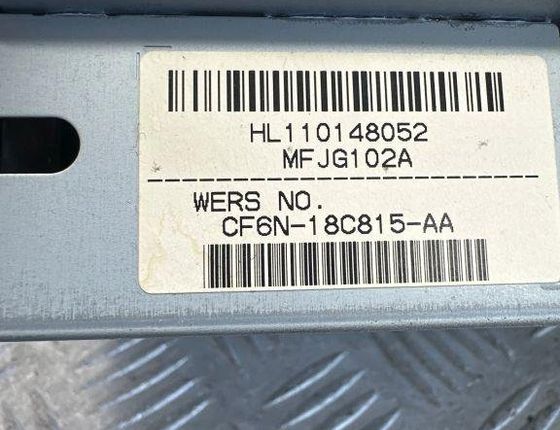 HL110148052
MFJG102A
WERS NO.
CF6N-18C815-AA